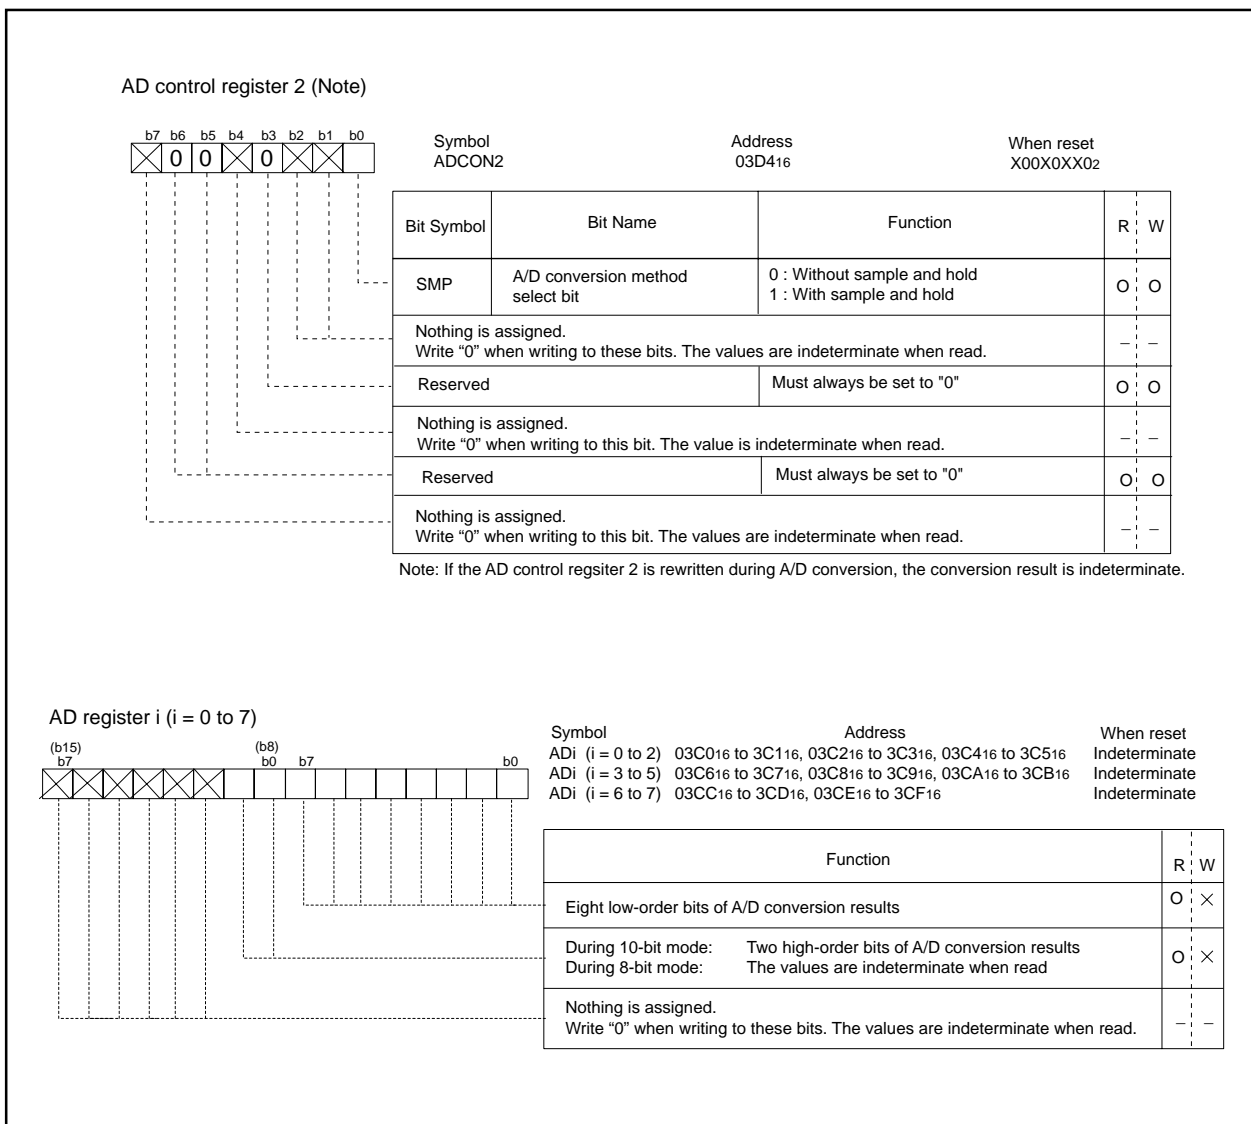 AD control register 2 (Note)
b7 b6 b5 b4 b3 b2 b1 b0
0 0 0
Symbol Address When reset
ADCON2 03D416 X00X0XX02
Bit Symbol Bit Name Function R W
SMP A/D conversion method select bit 0 : Without sample and hold 1 : With sample and hold O O
Nothing is assigned.
Write “0” when writing to these bits. The values are indeterminate when read. – –
Reserved Must always be set to "0" O O
Nothing is assigned.
Write “0” when writing to this bit. The value is indeterminate when read. – –
Reserved Must always be set to "0" O O
Nothing is assigned.
Write “0” when writing to this bit. The values are indeterminate when read. – –
Note: If the AD control regsiter 2 is rewritten during A/D conversion, the conversion result is indeterminate.
AD register i (i = 0 to 7)
(b15) (b8)
b7 b0 b7 b0
Symbol Address When reset
ADi (i = 0 to 2) 03C016 to 3C116, 03C216 to 3C316, 03C416 to 3C516 Indeterminate
ADi (i = 3 to 5) 03C616 to 3C716, 03C816 to 3C916, 03CA16 to 3CB16 Indeterminate
ADi (i = 6 to 7) 03CC16 to 3CD16, 03CE16 to 3CF16 Indeterminate
Function R W
Eight low-order bits of A/D conversion results O ×
During 10-bit mode: Two high-order bits of A/D conversion results
During 8-bit mode: The values are indeterminate when read O ×
Nothing is assigned.
Write “0” when writing to these bits. The values are indeterminate when read. – –